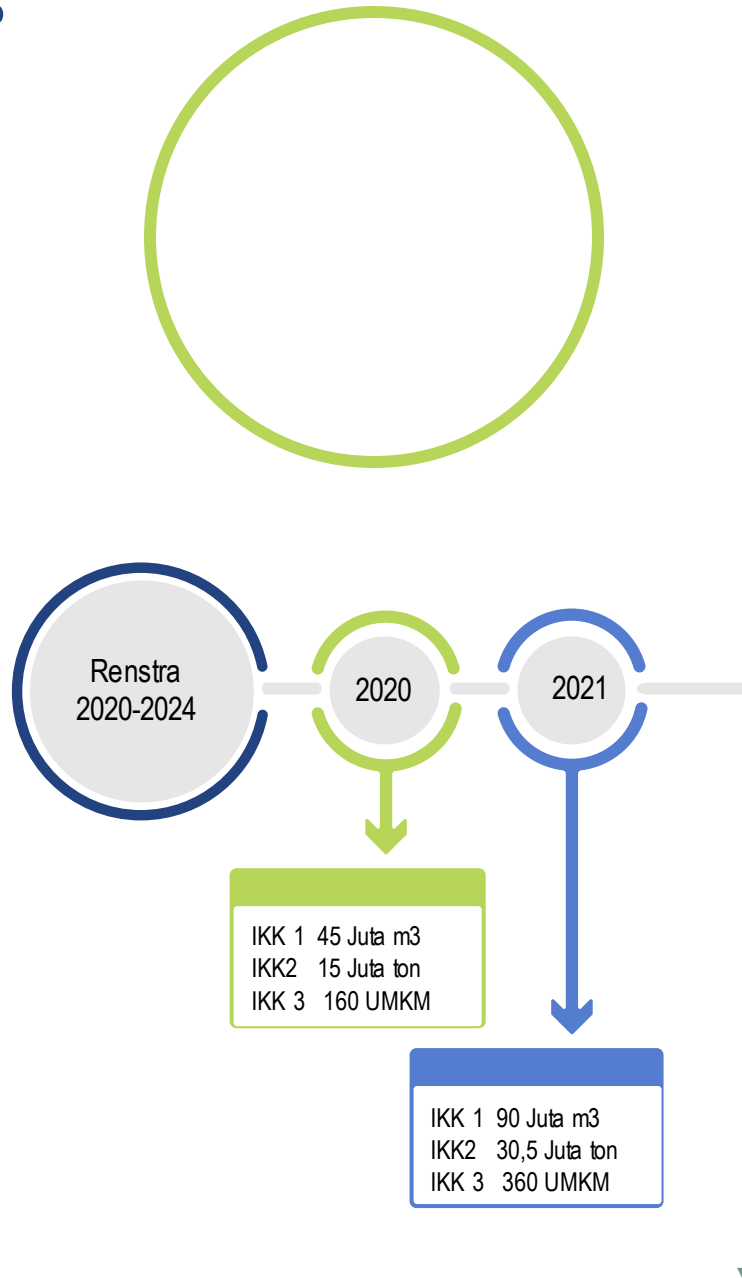 Renstra
2020-2024
2020
2021
IKK 1 45 Juta m3
IKK2 15 Juta ton
IKK 3 160 UMKM
IKK 1 90 Juta m3
IKK2 30,5 Juta ton
IKK 3 360 UMKM